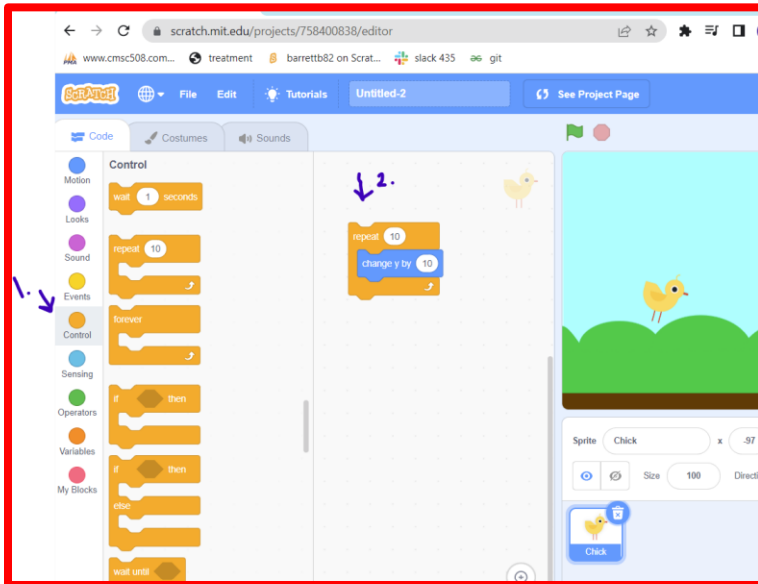 scratch.mit.edu/projects/758400838/editor
www.cmsc508.com... treatment barrettb82 on Scrat... slack 435 git
SCRATCH File Edit Tutorials Untitled-2 See Project Page
Code Costumes Sounds
Motion
Looks
Sound
Events
Control
Sensing
Operators
Variables
My Blocks
Control
wait 1 seconds
repeat 10
forever
if then
if then
else
wait until
1.
2.
repeat 10
change y by 10
Sprite Chick x -97
Size 100 Directi
Chick